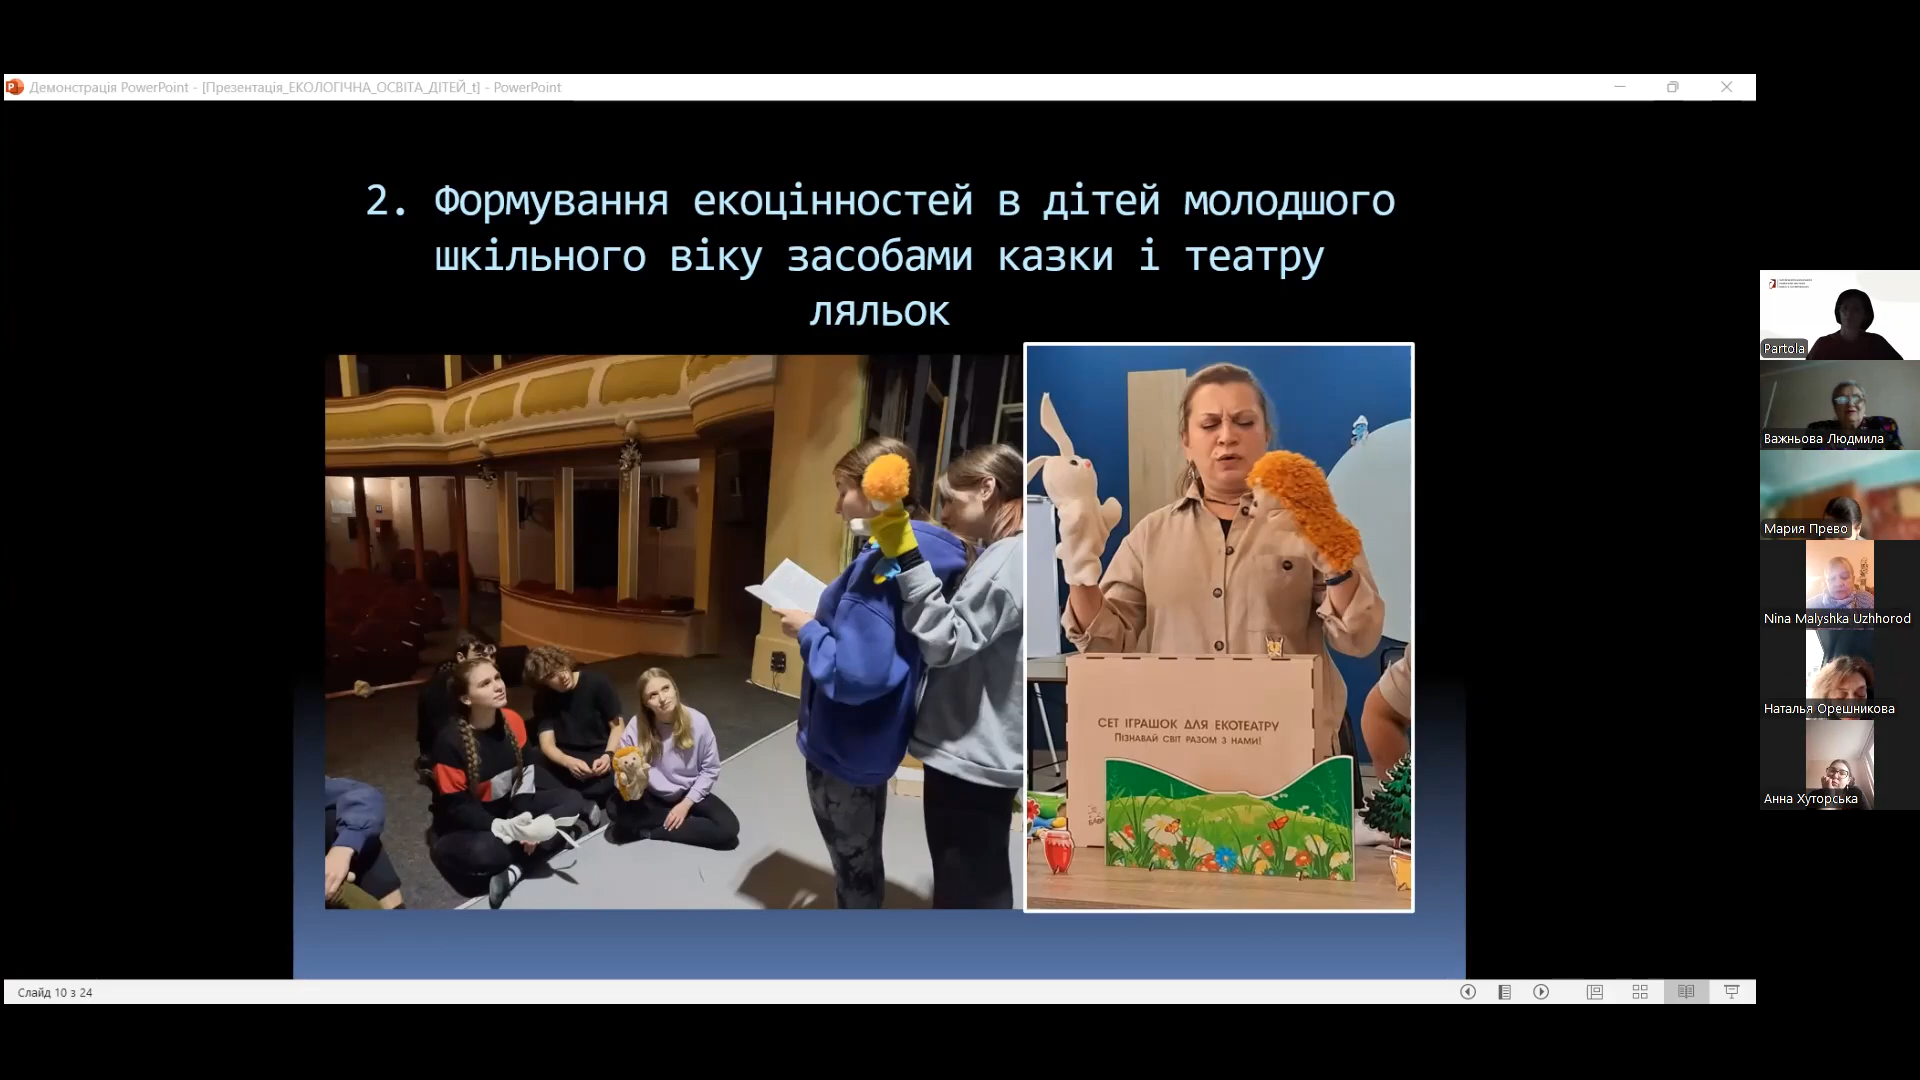 Демонстрація PowerPoint - [Презентація_ЕКОЛОГІЧНА_ОСВІТА_ДІТЕЙ_t] - PowerPoint
2. Формування екоцінностей в дітей молодшого
шкільного віку засобами казки і театру
ляльок
СЕТ ІГРАШОК ДЛЯ ЕКОТЕАТРУ
ПІЗНАВАЙ СВІТ РАЗОМ З НАМИ!
Partola
Важньова Людмила
Мария Прево
Nina Malyshka Uzhhorod
Наталья Орешникова
Анна Хуторська
Слайд 10 з 24